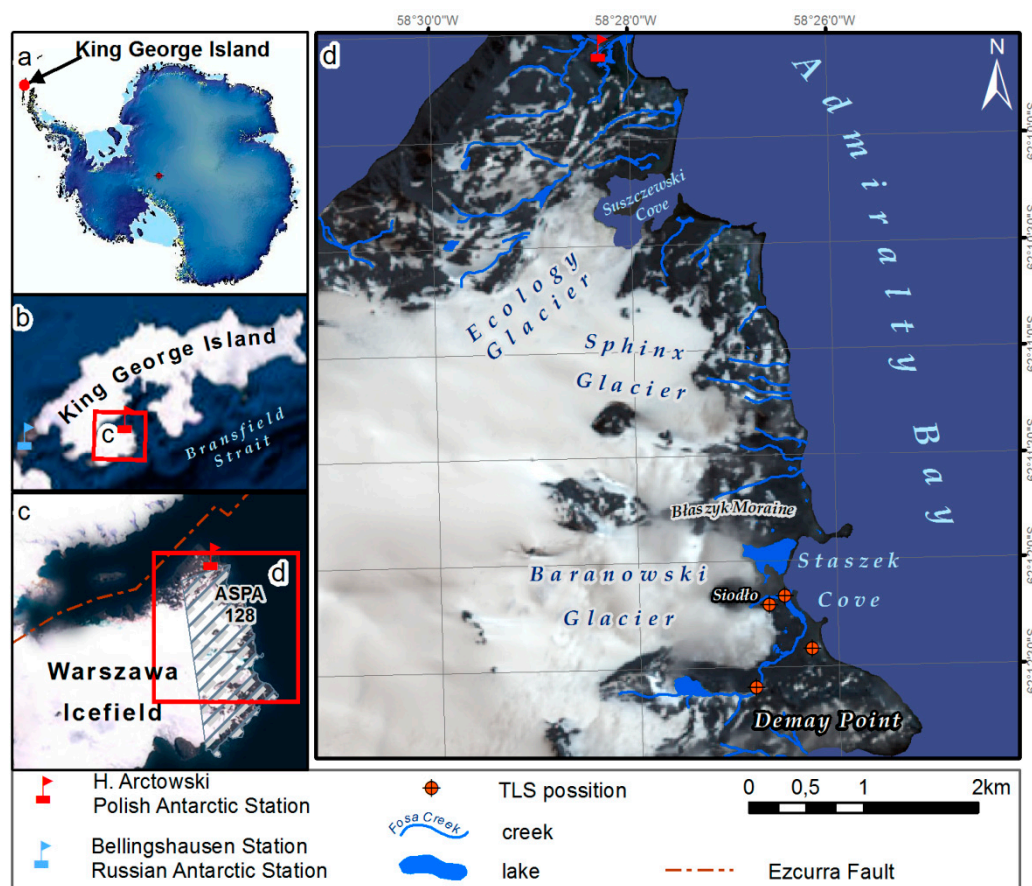 a
King George Island
b
King George Island
Bransfield
Strait
c
c
d
ASPA
128
Warszawa
Icefield
d
58°30'0"W
58°28'0"W
58°26'0"W
N
Admiralty Bay
Suszczewski
Cove
Ecology
Glacier
Sphinx
Glacier
Błaszyk Moraine
Baranowski
Glacier
Siodło
Staszek
Cove
Demay Point
H. Arctowski
Polish Antarctic Station
Bellingshausen Station
Russian Antarctic Station
TLS possition
Fosa Creek
creek
lake
0 0,5 1 2km
Ezcurra Fault